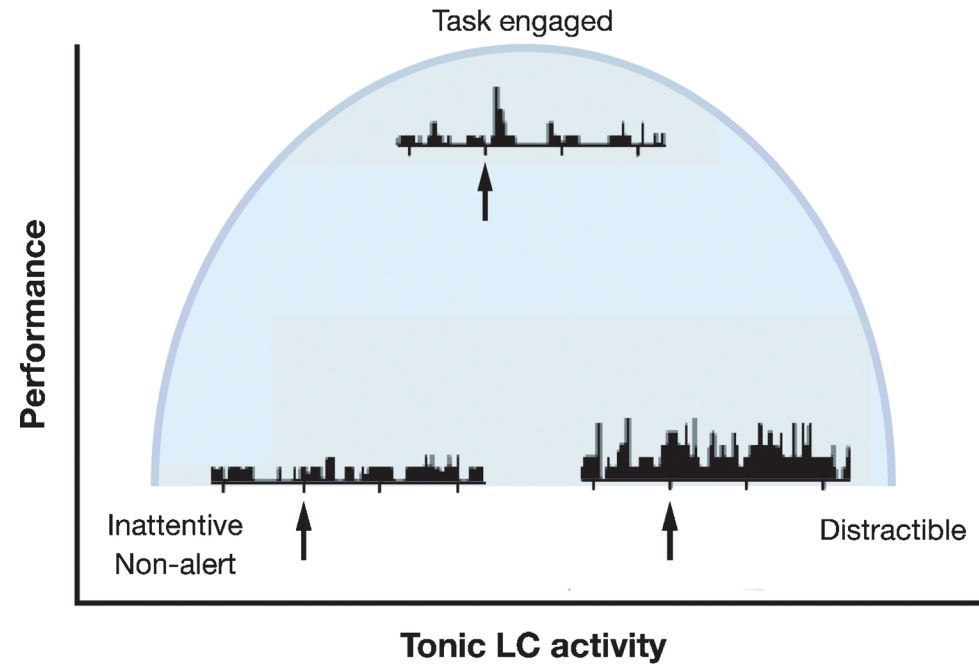 Task engaged
Performance
Inattentive
Non-alert
Distractible
Tonic LC activity